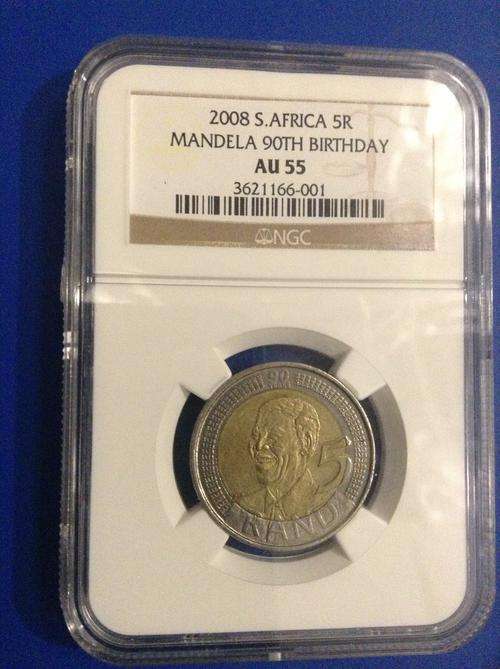 2008 S.AFRICA 5R
MANDELA 90TH BIRTHDAY
AU 55
3621166-001
NGC
90
5
RAND